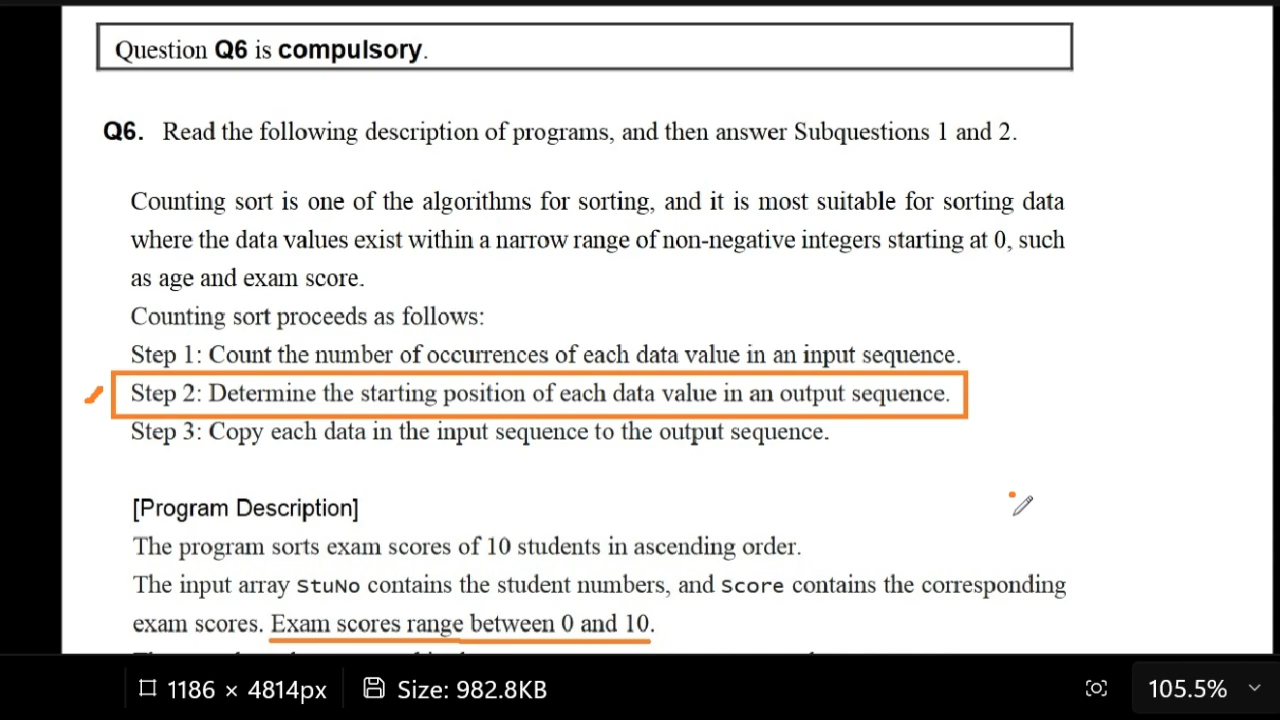 Question Q6 is compulsory.
Q6. Read the following description of programs, and then answer Subquestions 1 and 2.
Counting sort is one of the algorithms for sorting, and it is most suitable for sorting data
where the data values exist within a narrow range of non-negative integers starting at 0, such
as age and exam score.
Counting sort proceeds as follows:
Step 1: Count the number of occurrences of each data value in an input sequence.
Step 2: Determine the starting position of each data value in an output sequence.
Step 3: Copy each data in the input sequence to the output sequence.
[Program Description]
The program sorts exam scores of 10 students in ascending order.
The input array StuNo contains the student numbers, and Score contains the corresponding
exam scores. Exam scores range between 0 and 10.
1186 × 4814px
Size: 982.8KB
105.5%